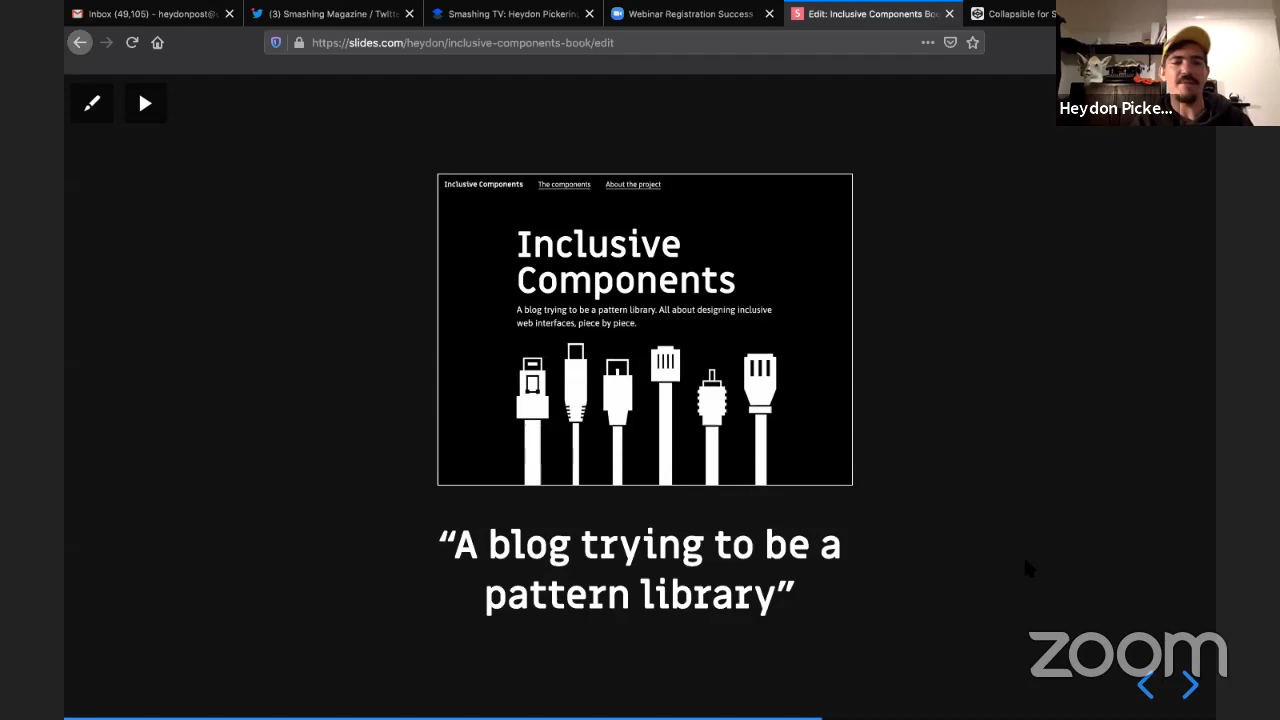 Inbox (49,105) - heydonpost@
(3) Smashing Magazine / Twitte
Smashing TV: Heydon Pickering
Webinar Registration Success
S
Edit: Inclusive Components Boo
Collapsible for S
https://slides.com/heydon/inclusive-components-book/edit
Heydon Picke...
Inclusive Components
The components
About the project
Inclusive
Components
A blog trying to be a pattern library. All about designing inclusive
web interfaces, piece by piece.
“A blog trying to be a
pattern library”
zoom